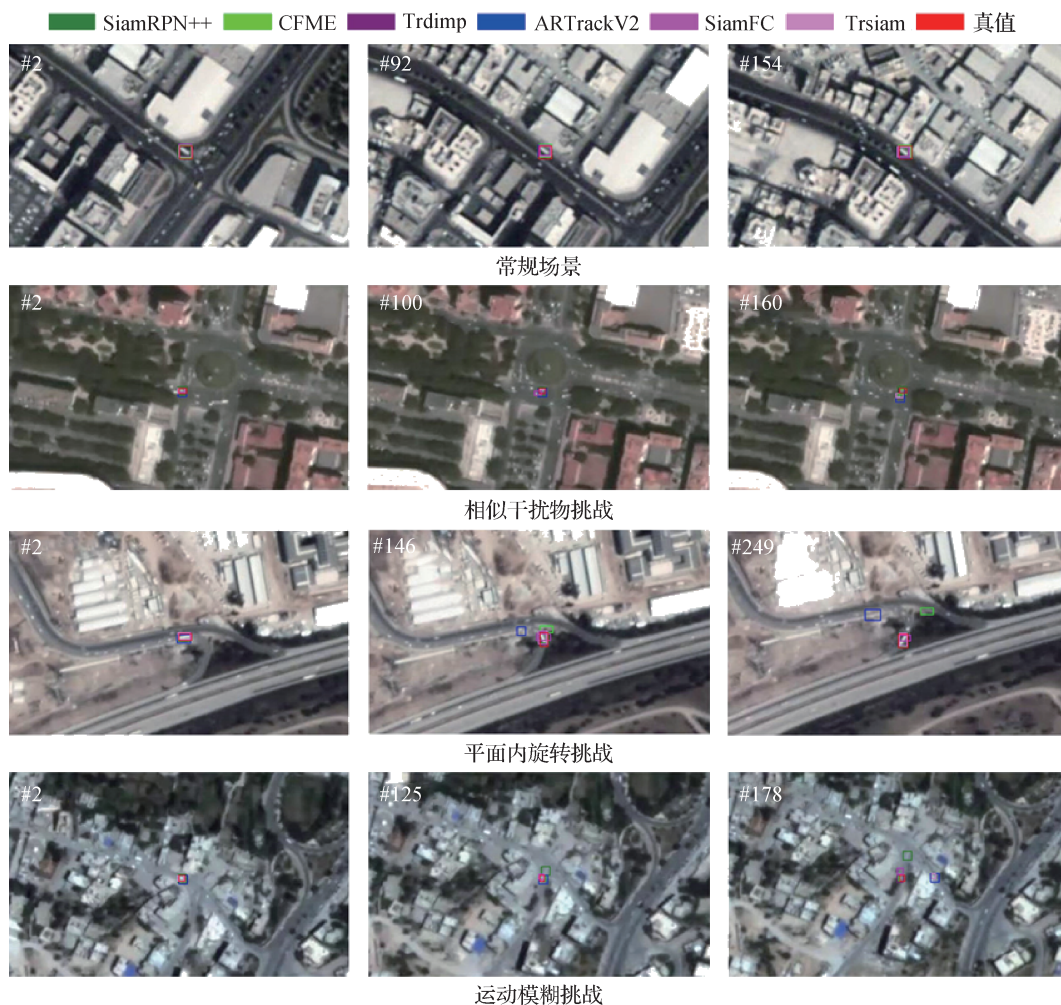 SiamRPN++ CFME Trdimp ARTrackV2 SiamFC Trsiam 真值
#2 #92 #154
常规场景
#2 #100 #160
相似干扰物挑战
#2 #146 #249
平面内旋转挑战
#2 #125 #178
运动模糊挑战